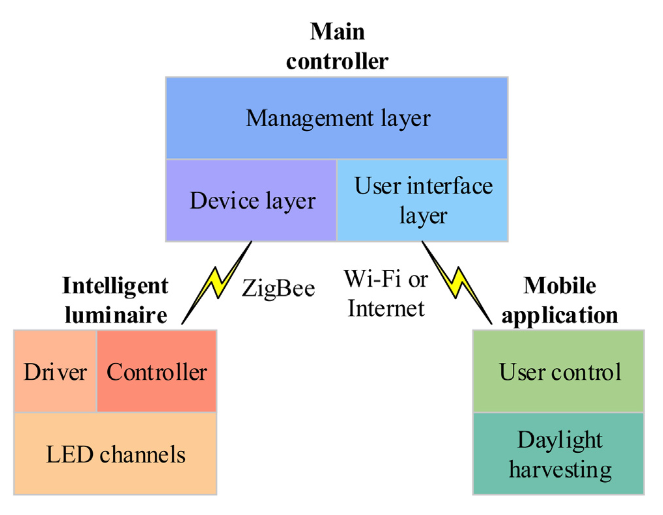 Main
controller
Management layer
Device layer
User interface
layer
ZigBee
Wi-Fi or
Internet
Intelligent
luminaire
Driver
Controller
LED channels
Mobile
application
User control
Daylight
harvesting